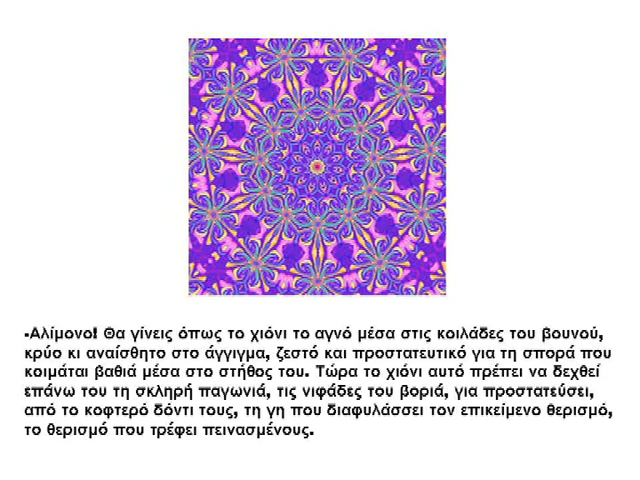 -Αλίμονο! Θα γίνεις όπως το χιόνι το αγνό μέσα στις κοιλάδες του βουνού,
κρύο κι αναίσθητο στο άγγιγμα, ζεστό και προστατευτικό για τη σπορά που
κοιμάται βαθιά μέσα στο στήθος του. Τώρα το χιόνι αυτό πρέπει να δεχθεί
επάνω του τη σκληρή παγωνιά, τις νιφάδες του βοριά, για προστατεύσει,
από το κοφτερό δόντι τους, τη γη που διαφυλάσσει τον επικείμενο θερισμό,
το θερισμό που τρέφει πεινασμένους.